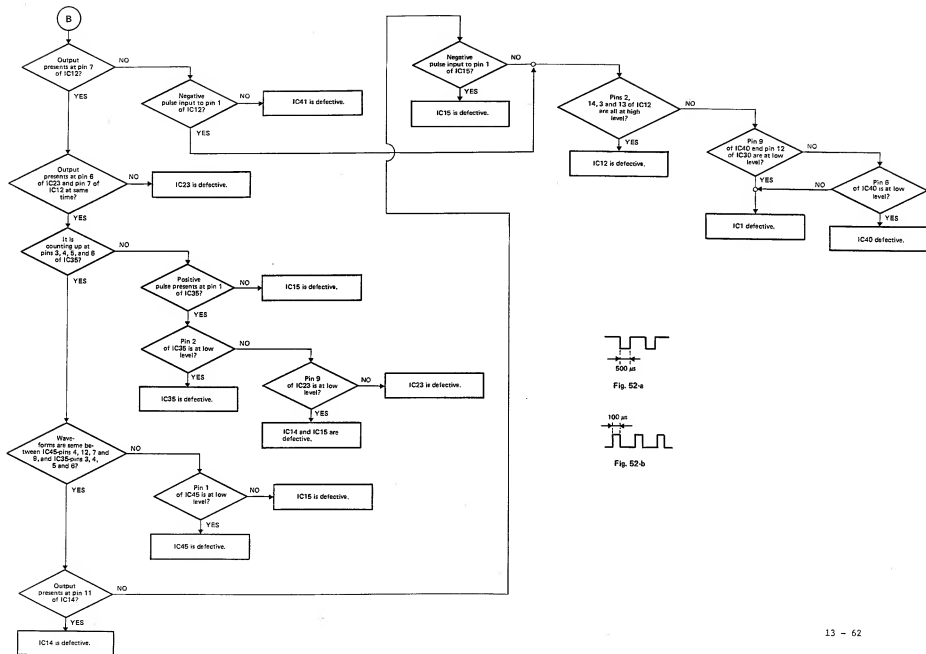 B
Output
presents at pin 7
of IC12?
NO
YES
Negative
pulse input to pin 1
of IC12?
NO
YES
IC41 is defective.
Output
presents at pin 6
of IC23 and pin 7 of
IC12 at same
time?
NO
YES
IC23 is defective.
It is
counting up at
pins 3, 4, 5, and 6
of IC35?
NO
YES
Positive
pulse presents at pin 1
of IC35?
NO
YES
IC15 is defective.
Pin 2
of IC35 is at low
level?
NO
YES
IC35 is defective.
Pin 9
of IC23 is at low
level?
NO
YES
IC23 is defective.
IC14 and IC15 are
defective.
Wave-
forms are same be-
tween IC45-pins 4, 12, 7 and
9, and IC35-pins 3, 4,
5 and 6?
NO
YES
Pin 1
of IC45 is at low
level?
NO
YES
IC15 is defective.
IC45 is defective.
Output
presents at pin 11
of IC14?
NO
YES
IC14 is defective.
Negative
pulse input to pin 1
of IC15?
NO
YES
IC15 is defective.
Pins 2,
14, 3 and 13 of IC12
are all at high
level?
NO
YES
IC12 is defective.
Pin 9
of IC40 end pin 12
of IC30 are at low
level?
NO
YES
Pin 8
of IC40 is at low
level?
NO
YES
IC1 defective.
IC40 defective.
500 μs
Fig. 52-a
100 μs
Fig. 52-b
13 - 62